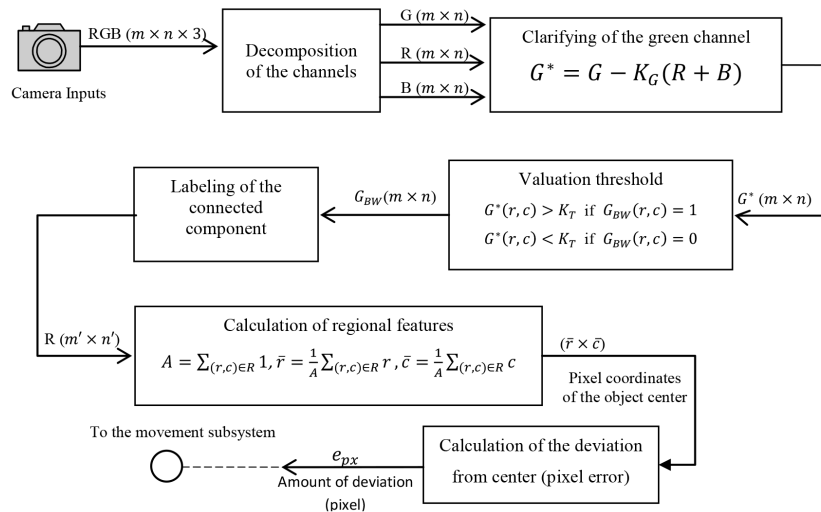 RGB (m × n × 3)
Camera Inputs
Decomposition
of the channels
G (m × n)
R (m × n)
B (m × n)
Clarifying of the green channel
G* = G − K_G(R + B)
G* (m × n)
Valuation threshold
G*(r, c) > K_T if G_BW(r, c) = 1
G*(r, c) < K_T if G_BW(r, c) = 0
G_BW(m × n)
Labeling of the
connected
component
R (m′ × n′)
Calculation of regional features
A = ∑_(r,c)∈R 1, r̄ = 1/A ∑_(r,c)∈R r , c̄ = 1/A ∑_(r,c)∈R c
(r̄ × c̄)
Pixel coordinates
of the object center
Calculation of the deviation
from center (pixel error)
e_px
Amount of deviation
(pixel)
To the movement subsystem